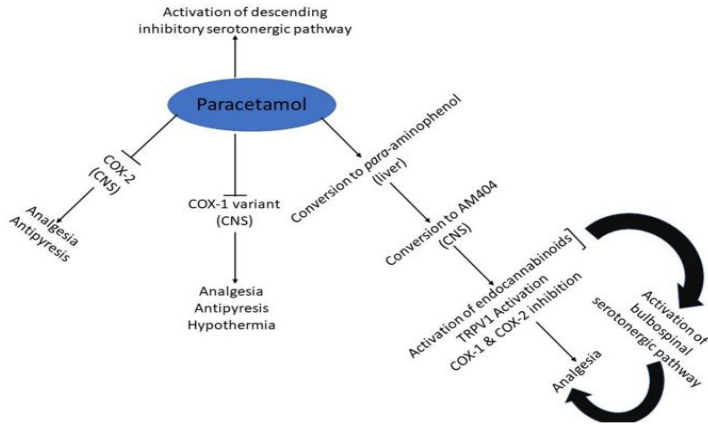 Activation of descending
inhibitory serotonergic pathway
Paracetamol
COX-2
(CNS)
Analgesia
Antipyresis
COX-1 variant
(CNS)
Analgesia
Antipyresis
Hypothermia
Conversion to para-aminophenol
(liver)
Conversion to AM404
(CNS)
Activation of endocannabinoids]
TRPV1 Activation
COX-1 & COX-2 inhibition
Analgesia
Activation of
bulbospinal
serotonergic pathway